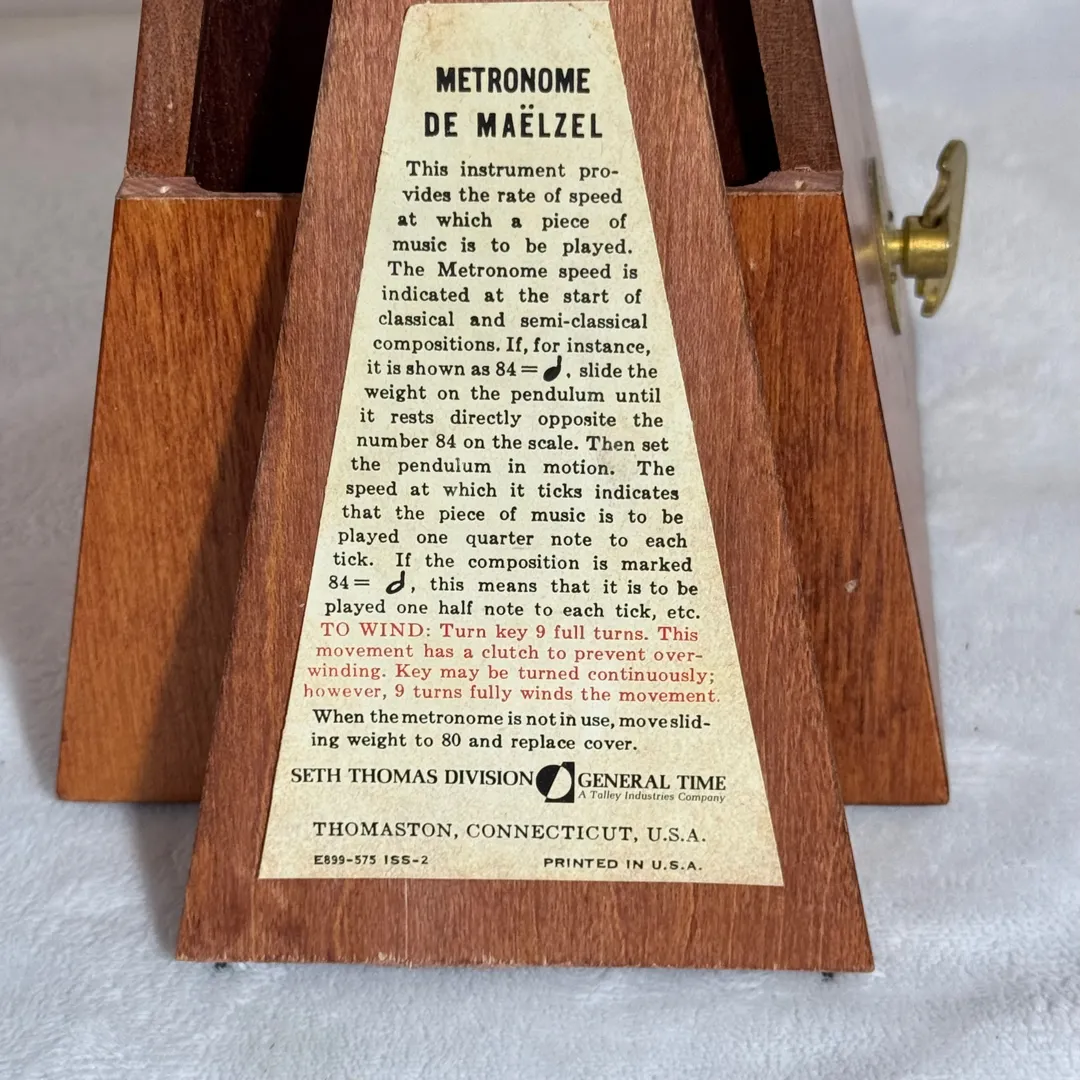 METRONOME
DE MAËLZEL
This instrument pro-
vides the rate of speed
at which a piece of
music is to be played.
The Metronome speed is
indicated at the start of
classical and semi-classical
compositions. If, for instance,
it is shown as 84=♩, slide the
weight on the pendulum until
it rests directly opposite the
number 84 on the scale. Then set
the pendulum in motion. The
speed at which it ticks indicates
that the piece of music is to be
played one quarter note to each
tick. If the composition is marked
84=𝅗𝅥, this means that it is to be
played one half note to each tick, etc.
TO WIND: Turn key 9 full turns. This
movement has a clutch to prevent over-
winding. Key may be turned continuously;
however, 9 turns fully winds the movement.
When the metronome is not in use, move slid-
ing weight to 80 and replace cover.
SETH THOMAS DIVISION GENERAL TIME
A Talley Industries Company
THOMASTON, CONNECTICUT, U.S.A.
E899-575 ISS-2 PRINTED IN U.S.A.